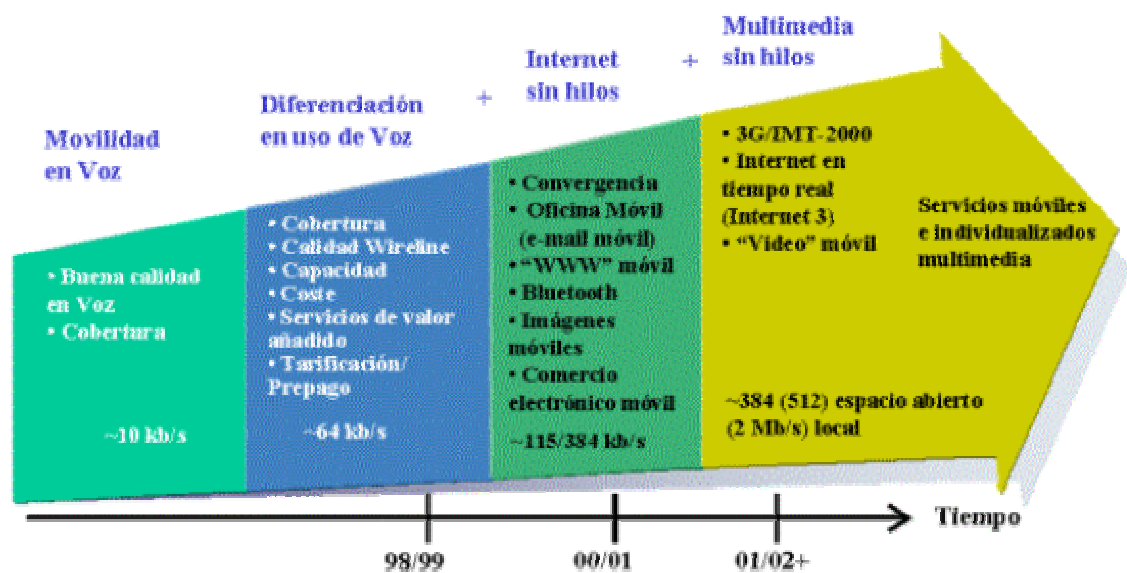 Movilidad
en Voz
Diferenciación
en uso de Voz
+
Internet
sin hilos
+
Multimedia
sin hilos
• Buena calidad
en Voz
• Cobertura
~10 kb/s
• Cobertura
• Calidad Wireline
• Capacidad
• Coste
• Servicios de valor
añadido
• Tarificación/
Prepago
~64 kb/s
• Convergencia
• Oficina Móvil
(e-mail móvil)
• “WWW” móvil
• Bluetooth
• Imágenes
móviles
• Comercio
electrónico móvil
~115/384 kb/s
• 3G/IMT-2000
• Internet en
tiempo real
(Internet 3)
• “Video” móvil
~384 (512) espacio abierto
(2 Mb/s) local
Servicios móviles
e individualizados
multimedia
Tiempo
98/99
00/01
01/02+